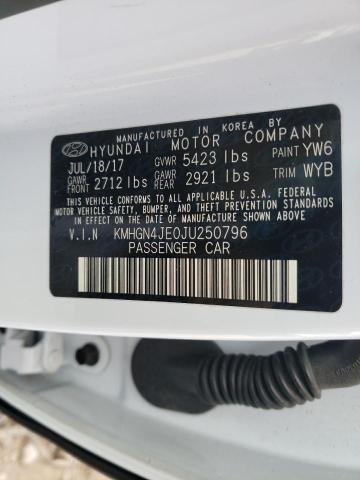 MANUFACTURED IN KOREA BY
HYUNDAI MOTOR COMPANY
JUL/18/17 GVWR 5423 lbs PAINT YW6
GAWR FRONT 2712 lbs GAWR REAR 2921 lbs TRIM WYB
THIS VEHICLE CONFORMS TO ALL APPLICABLE U.S.A. FEDERAL
MOTOR VEHICLE SAFETY, BUMPER, AND THEFT PREVENTION STANDARDS
IN EFFECT ON THE DATE OF MANUFACTURE SHOWN ABOVE.
V.I.N KMHGN4JE0JU250796
PASSENGER CAR